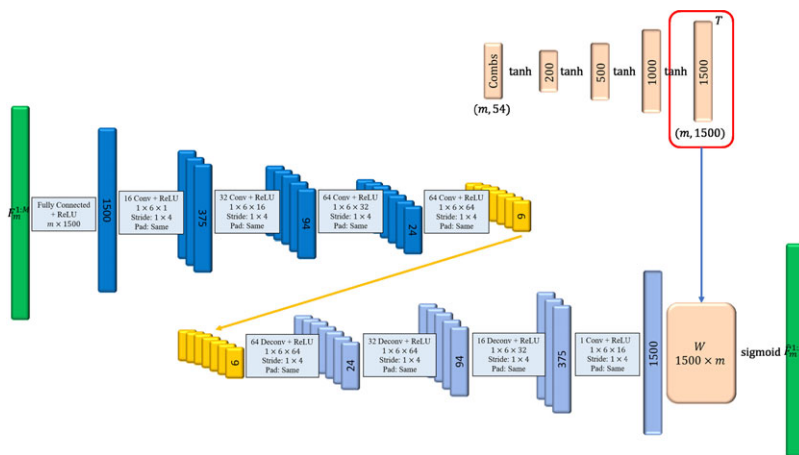 Combs
tanh
200
tanh
500
tanh
1000
tanh
1500
T
(m, 54)
(m, 1500)
Fully Connected
+ ReLU
m × 1500
1500
16 Conv + ReLU
1 × 6 × 1
Stride: 1 × 4
Pad: Same
375
32 Conv + ReLU
1 × 6 × 16
Stride: 1 × 4
Pad: Same
94
64 Conv + ReLU
1 × 6 × 32
Stride: 1 × 4
Pad: Same
24
64 Conv + ReLU
1 × 6 × 64
Stride: 1 × 4
Pad: Same
6
6
64 Deconv + ReLU
1 × 6 × 64
Stride: 1 × 4
Pad: Same
24
32 Deconv + ReLU
1 × 6 × 64
Stride: 1 × 4
Pad: Same
94
16 Deconv + ReLU
1 × 6 × 32
Stride: 1 × 4
Pad: Same
375
1 Conv + ReLU
1 × 6 × 16
Stride: 1 × 4
Pad: Same
1500
W
1500 × m
sigmoid